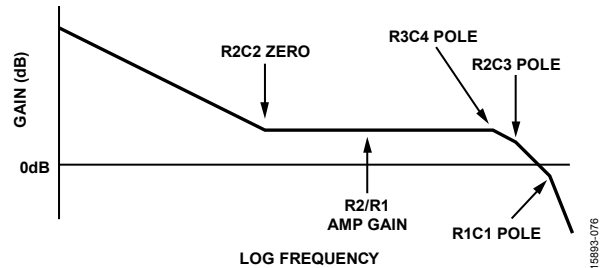 GAIN (dB)
R2C2 ZERO
R3C4 POLE
R2C3 POLE
0dB
R2/R1
AMP GAIN
R1C1 POLE
LOG FREQUENCY
15893-076